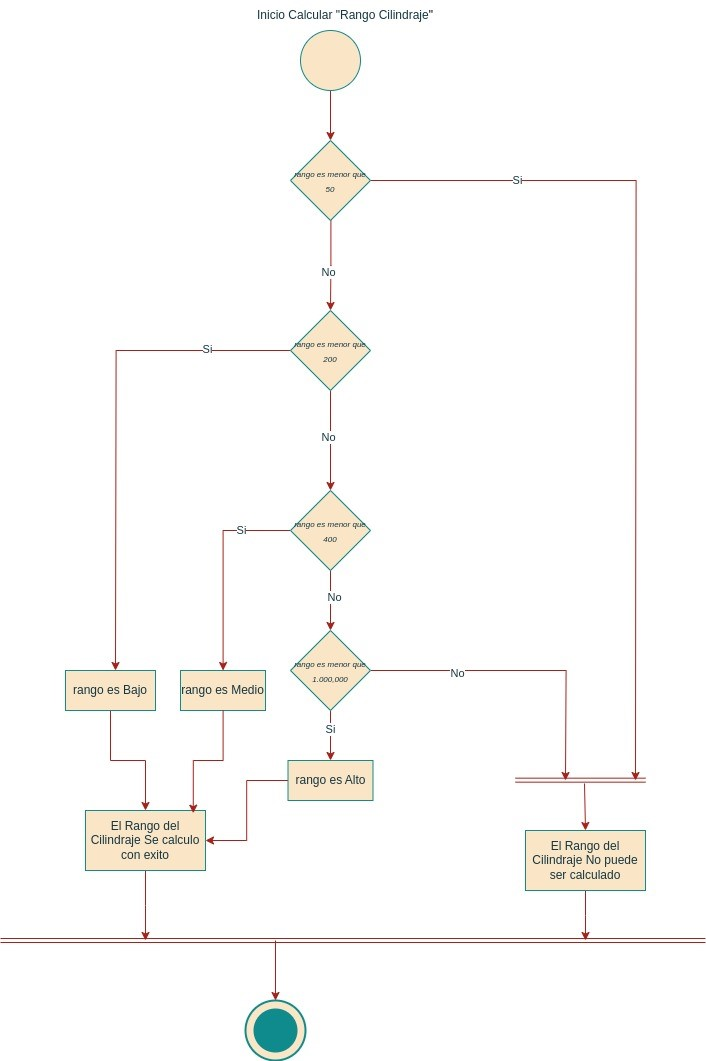 Inicio Calcular "Rango Cilindraje"
rango es menor que
50
Si
No
rango es menor que
200
Si
No
rango es menor que
400
Si
No
rango es menor que
1.000,000
No
Si
rango es Bajo
rango es Medio
rango es Alto
El Rango del
Cilindraje Se calculo
con exito
El Rango del
Cilindraje No puede
ser calculado